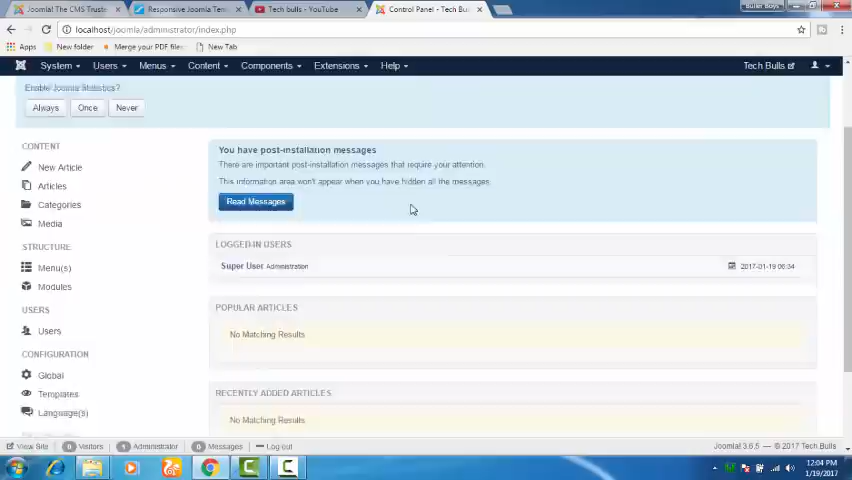 Joomla! The CMS Truste
Responsive Joomla Tem
Tech bulls - YouTube
Control Panel - Tech Bu
Bullet Boys
localhost/joomla/administrator/index.php
Apps New folder Merge your PDF file New Tab
System Users Menus Content Components Extensions Help Tech Bulls
Enable Joomla Statistics?
Always Once Never
CONTENT
New Article
Articles
Categories
Media
STRUCTURE
Menu(s)
Modules
USERS
Users
CONFIGURATION
Global
Templates
Language(s)
You have post-installation messages
There are important post-installation messages that require your attention.
This information area won't appear when you have hidden all the messages.
Read Messages
LOGGED-IN USERS
Super User Administration 2017-01-19 06:34
POPULAR ARTICLES
No Matching Results
RECENTLY ADDED ARTICLES
No Matching Results
View Site 0 Visitors 1 Administrator 0 Messages Log out Joomla! 3.6.5 — © 2017 Tech Bulls
12:04 PM
1/19/2017